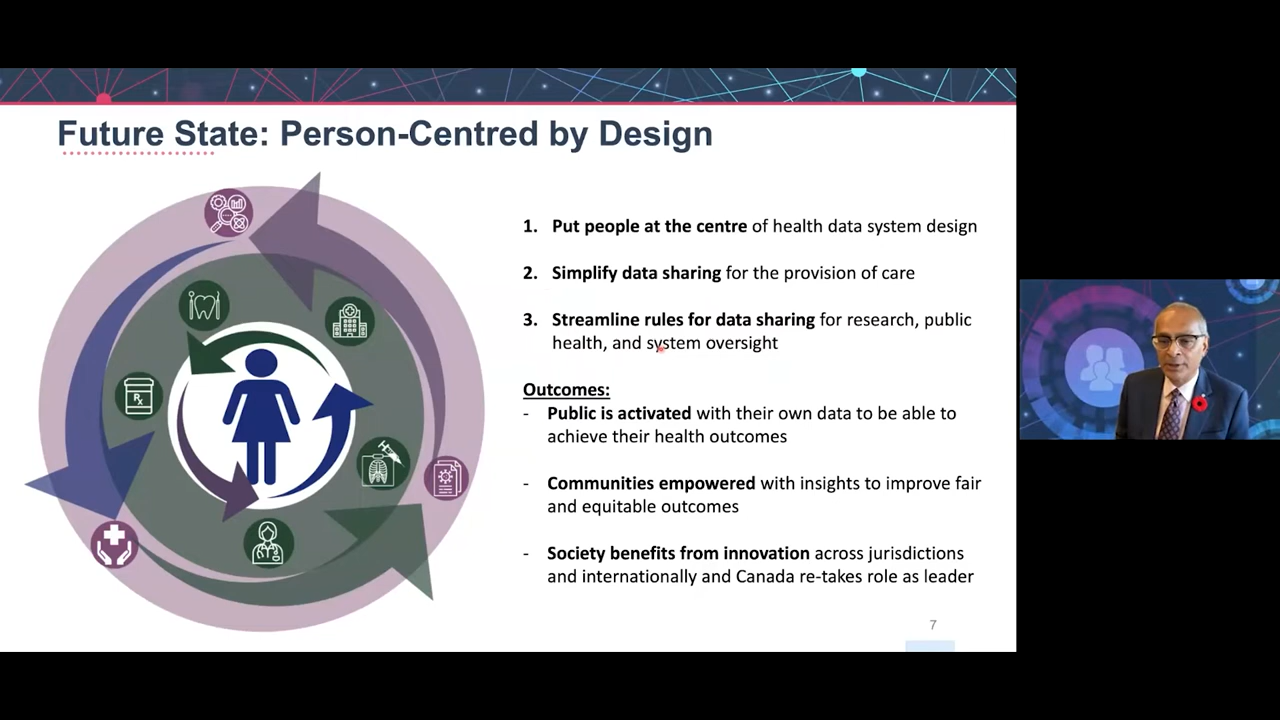 Future State: Person-Centred by Design
1. Put people at the centre of health data system design
2. Simplify data sharing for the provision of care
3. Streamline rules for data sharing for research, public
health, and system oversight
Outcomes:
- Public is activated with their own data to be able to
achieve their health outcomes
- Communities empowered with insights to improve fair
and equitable outcomes
- Society benefits from innovation across jurisdictions
and internationally and Canada re-takes role as leader
7
Rx